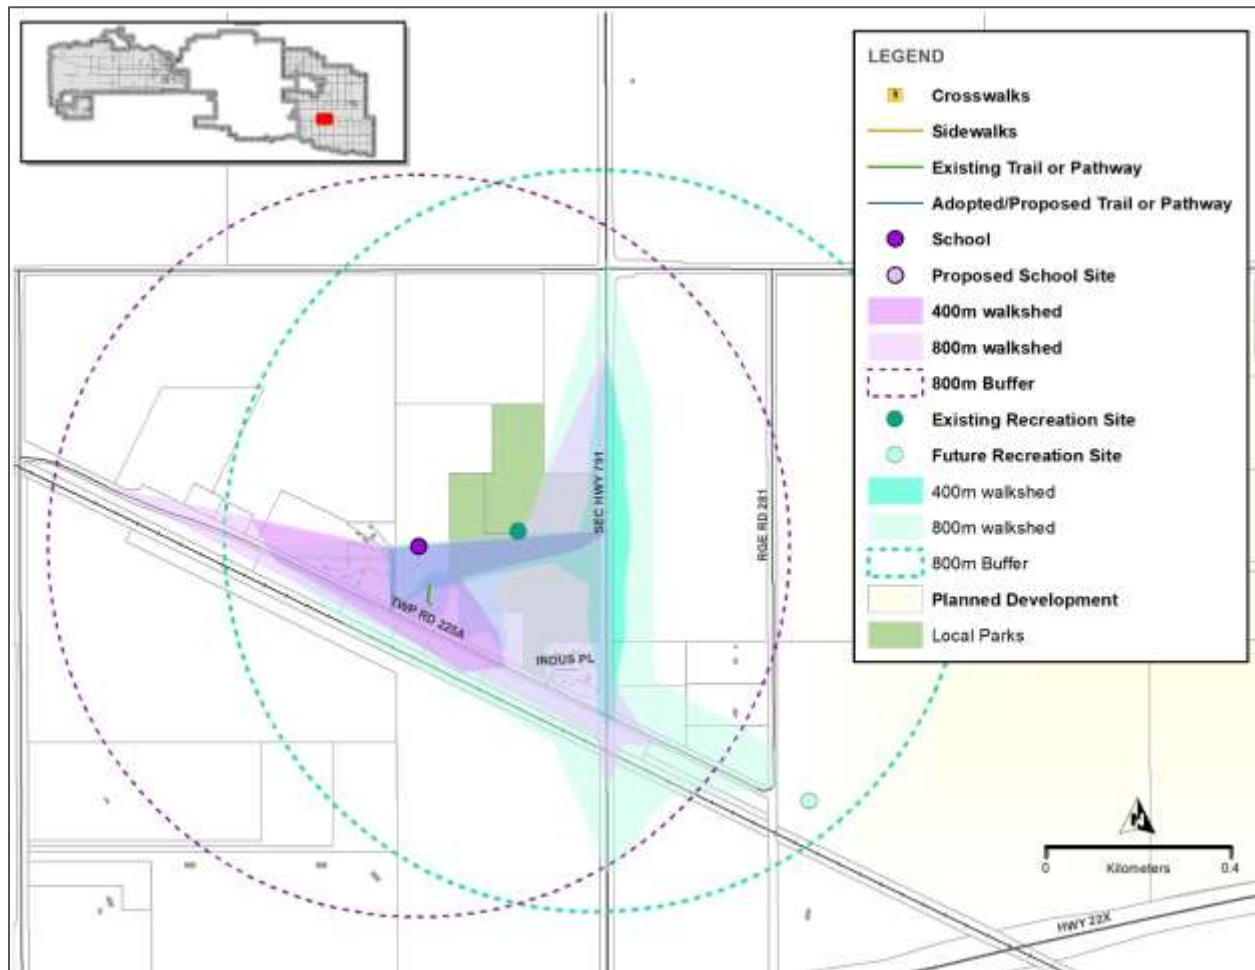 LEGEND
Crosswalks
Sidewalks
Existing Trail or Pathway
Adopted/Proposed Trail or Pathway
School
Proposed School Site
400m walkshed
800m walkshed
800m Buffer
Existing Recreation Site
Future Recreation Site
400m walkshed
800m walkshed
800m Buffer
Planned Development
Local Parks
SEC HWY 791
RGE RD 281
TWP RD 225A
INDUS PL
N
0 0.4
Kilometers
HWY 22X